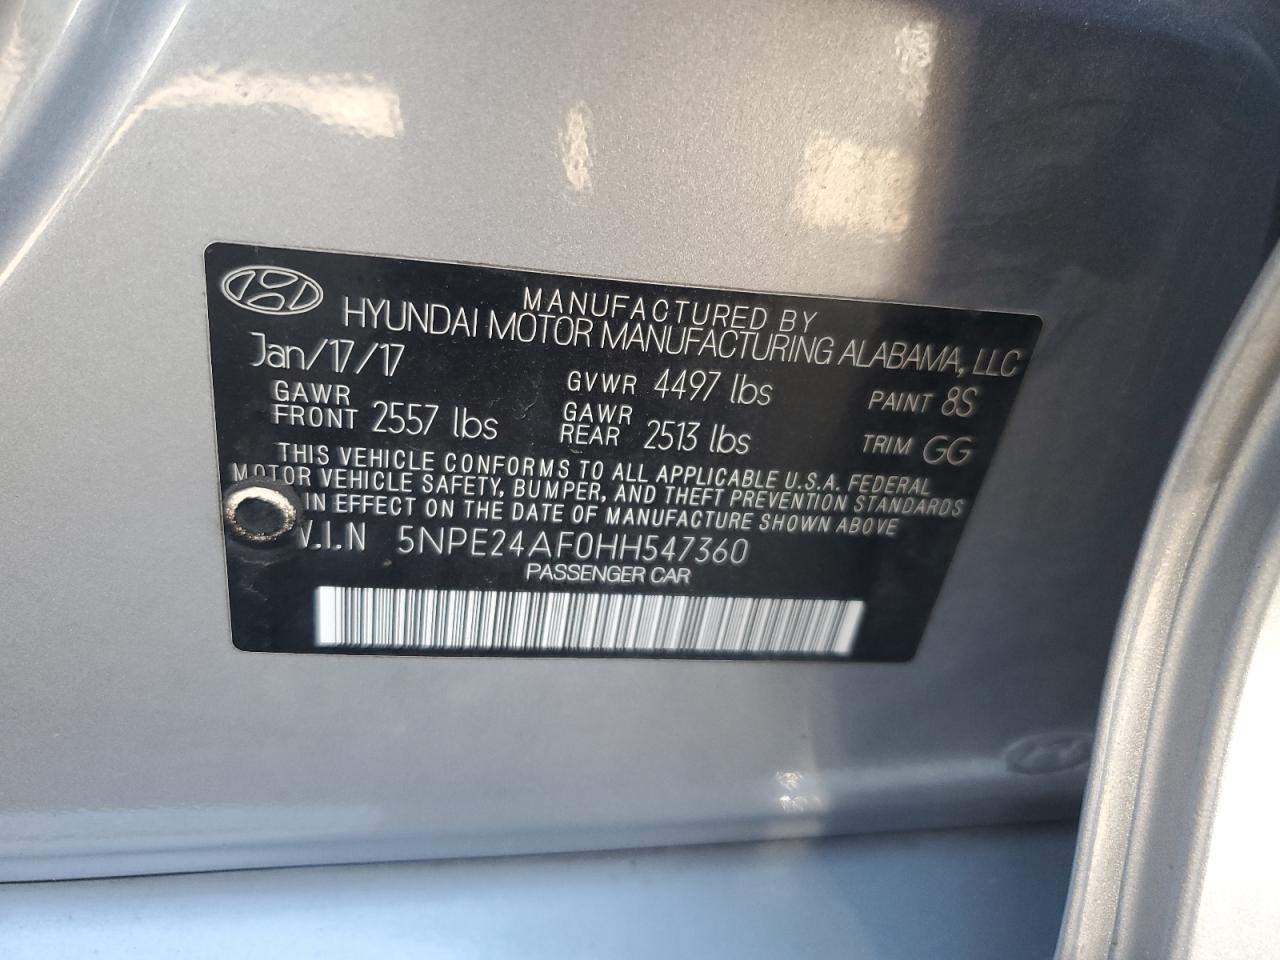 MANUFACTURED BY
HYUNDAI MOTOR MANUFACTURING ALABAMA, LLC
Jan/17/17
GAWR FRONT 2557 lbs
GVWR 4497 lbs
GAWR REAR 2513 lbs
PAINT 8S
TRIM GG
THIS VEHICLE CONFORMS TO ALL APPLICABLE U.S.A. FEDERAL
MOTOR VEHICLE SAFETY, BUMPER, AND THEFT PREVENTION STANDARDS
IN EFFECT ON THE DATE OF MANUFACTURE SHOWN ABOVE
V.I.N 5NPE24AF0HH547360
PASSENGER CAR